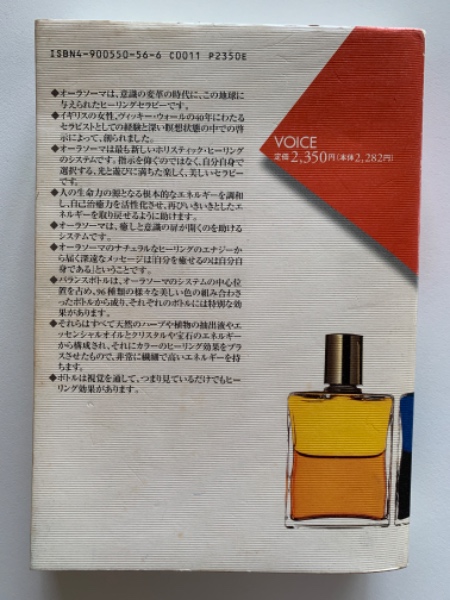 ISBN4-900550-56-6 C0011 P2350E
◆オーラソーマは、意識の変革の時代に、この地球に
与えられたヒーリングセラピーです。
◆イギリスの女性、ヴィッキー・ウォールの40年にわたる
セラピストとしての経験と深い瞑想状態の中での啓
示によって、創られました。
◆オーラソーマは最も新しいホリスティック・ヒーリング
のシステムです。指示を仰ぐのではなく、自分自身で
選択する、光と遊びに満ちた楽しく、美しいセラピー
です。
◆人の生命力の源となる根本的なエネルギーを調和
し、自己治癒力を活性化させ、再びいきいきとしたエ
ネルギーを取り戻せるように助けます。
◆オーラソーマは、癒しと意識の扉が開くのを助ける
システムです。
◆オーラソーマのナチュラルなヒーリングのエナジーか
ら届く深遠なメッセージは「自分を癒せるのは自分自
身である」ということです。
◆バランスボトルは、オーラソーマのシステムの中心位
置を占め、96種類の様々な美しい色の組み合わさ
ったボトルから成り、それぞれのボトルには特別な効
果があります。
◆それらはすべて天然のハーブや植物の抽出液やエ
ッセンシャルオイルとクリスタルや宝石のエネルギー
から構成され、それにカラーのヒーリング効果をプラ
スさせたもので、非常に繊細で高いエネルギーを持
ちます。
◆ボトルは視覚を通して、つまり見ているだけでもヒー
リング効果があります。
VOICE
定価2,350円(本体2,282円)